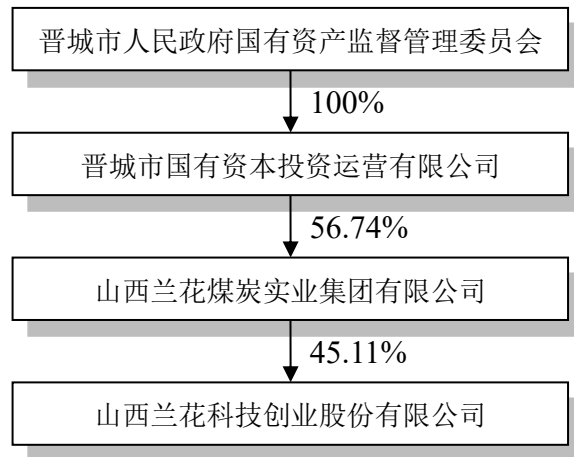 晋城市人民政府国有资产监督管理委员会
100%
晋城市国有资本投资运营有限公司
56.74%
山西兰花煤炭实业集团有限公司
45.11%
山西兰花科技创业股份有限公司